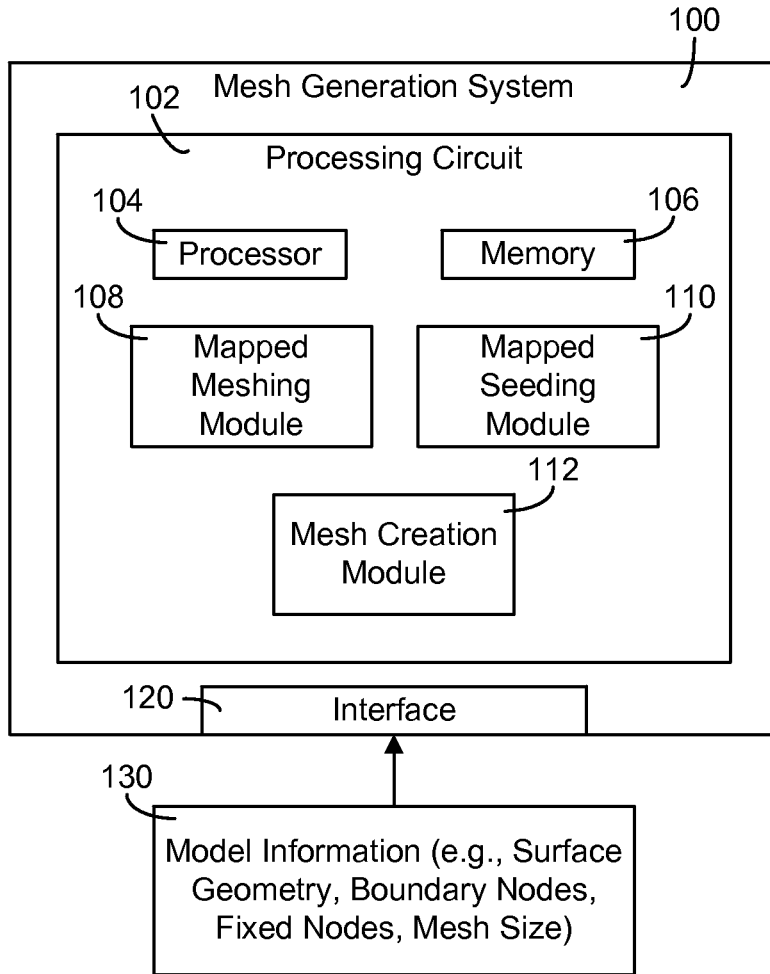 100
Mesh Generation System
102
Processing Circuit
104
Processor
106
Memory
108
Mapped
Meshing
Module
110
Mapped
Seeding
Module
112
Mesh Creation
Module
120
Interface
130
Model Information (e.g., Surface
Geometry, Boundary Nodes,
Fixed Nodes, Mesh Size)